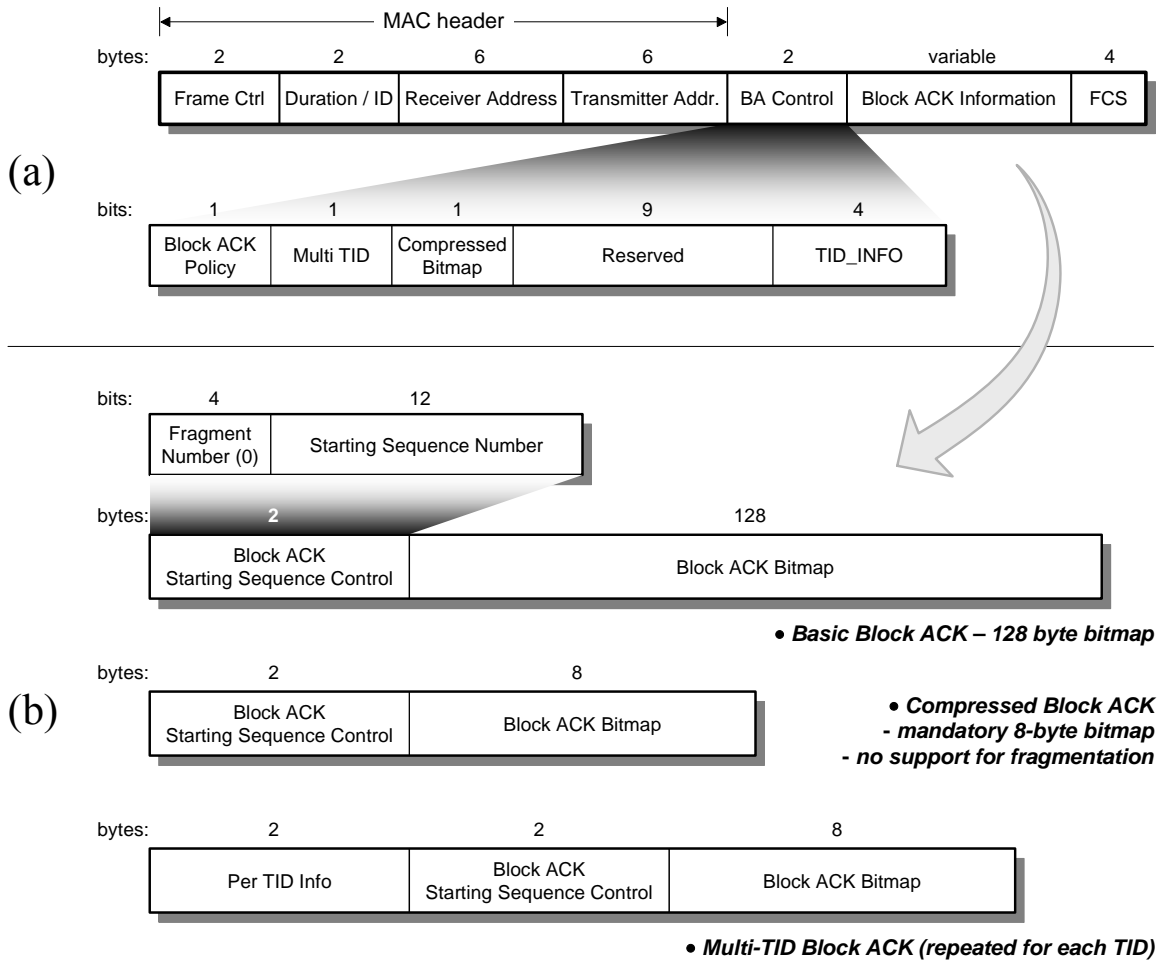 MAC header
bytes: 2 2 6 6 2 variable 4
Frame Ctrl Duration / ID Receiver Address Transmitter Addr. BA Control Block ACK Information FCS
(a)
bits: 1 1 1 9 4
Block ACK
Policy
Multi TID
Compressed
Bitmap
Reserved
TID_INFO
bits: 4 12
Fragment
Number (0)
Starting Sequence Number
bytes: 2 128
Block ACK
Starting Sequence Control
Block ACK Bitmap
• Basic Block ACK – 128 byte bitmap
(b)
bytes: 2 8
Block ACK
Starting Sequence Control
Block ACK Bitmap
• Compressed Block ACK
- mandatory 8-byte bitmap
- no support for fragmentation
bytes: 2 2 8
Per TID Info
Block ACK
Starting Sequence Control
Block ACK Bitmap
• Multi-TID Block ACK (repeated for each TID)